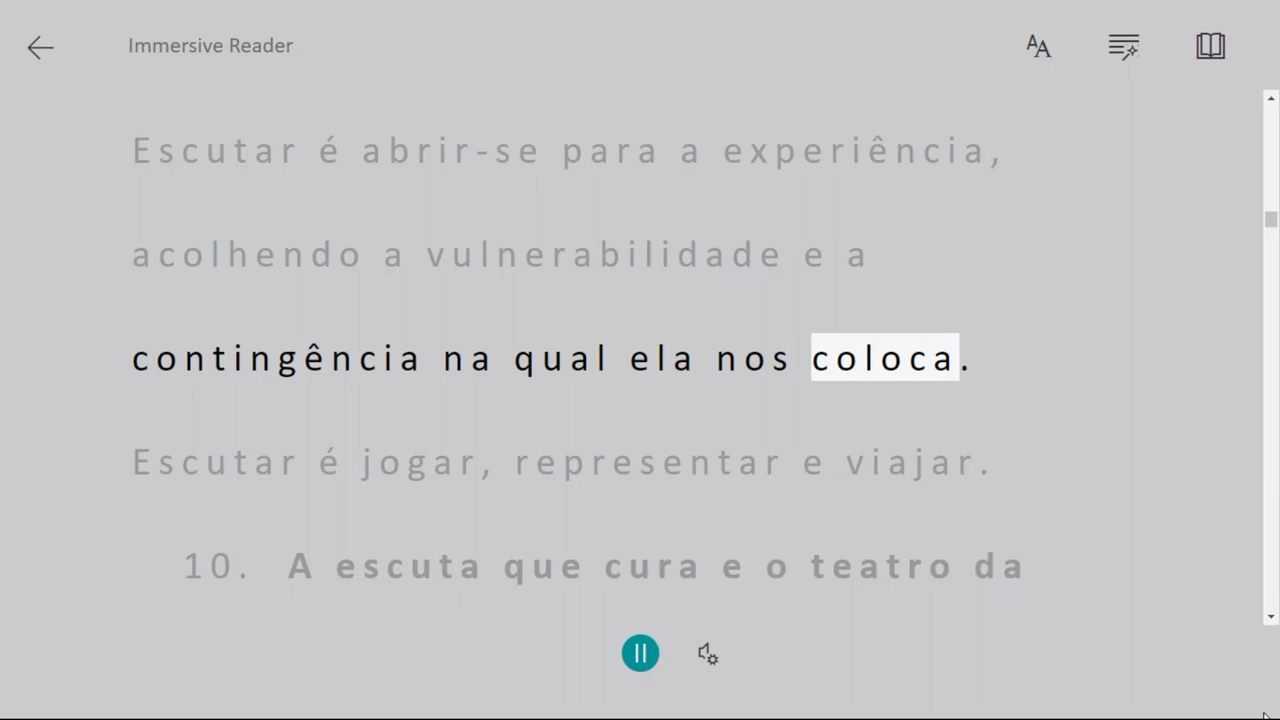 Immersive Reader
Escutar é abrir-se para a experiência,
acolhendo a vulnerabilidade e a
contingência na qual ela nos coloca.
Escutar é jogar, representar e viajar.
10. A escuta que cura e o teatro da